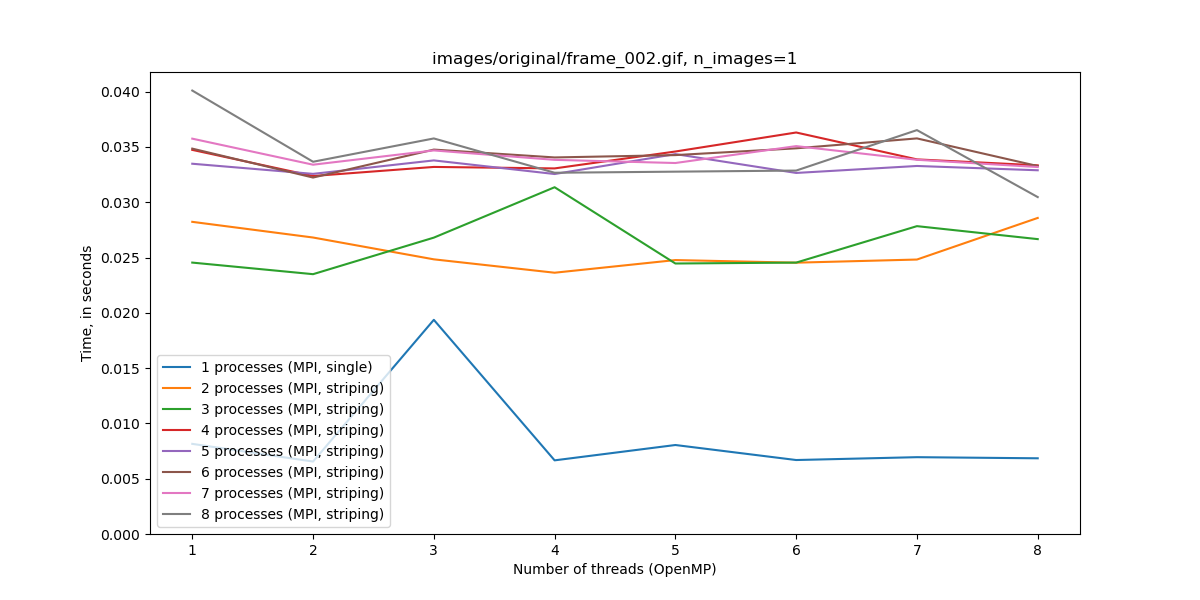 images/original/frame_002.gif, n_images=1
0.040
0.035
0.030
0.025
0.020
0.015
0.010
0.005
0.000
Time, in seconds
1 processes (MPI, single)
2 processes (MPI, striping)
3 processes (MPI, striping)
4 processes (MPI, striping)
5 processes (MPI, striping)
6 processes (MPI, striping)
7 processes (MPI, striping)
8 processes (MPI, striping)
1 2 3 4 5 6 7 8
Number of threads (OpenMP)